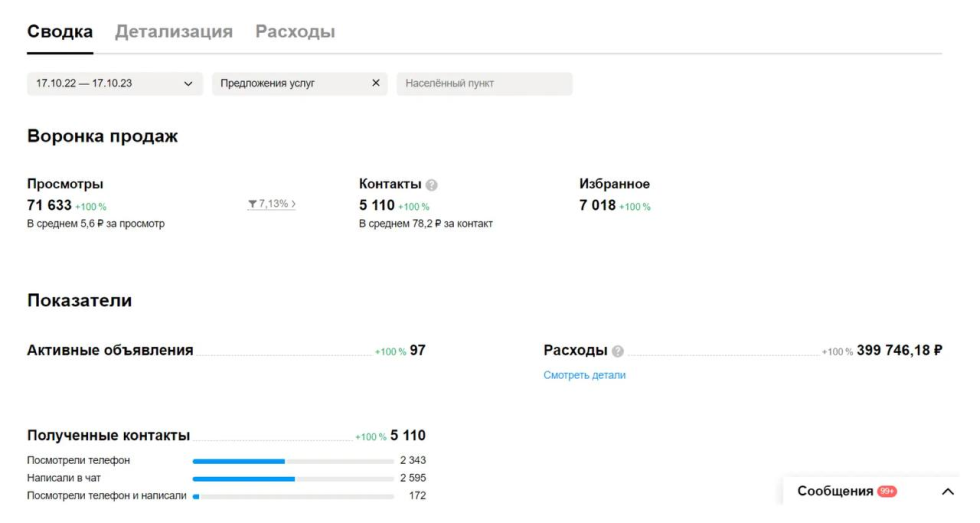 Сводка Детализация Расходы
17.10.22 — 17.10.23 Предложения услуг × Населённый пункт
Воронка продаж
Просмотры Контакты ? Избранное
71 633 +100 % 7,13% > 5 110 +100 % 7 018 +100 %
В среднем 5,6 ₽ за просмотр В среднем 78,2 ₽ за контакт
Показатели
Активные объявления +100 % 97 Расходы ? +100 % 399 746,18 ₽
Смотреть детали
Полученные контакты +100 % 5 110
Посмотрели телефон 2 343
Написали в чат 2 595
Посмотрели телефон и написали 172
Сообщения 99+